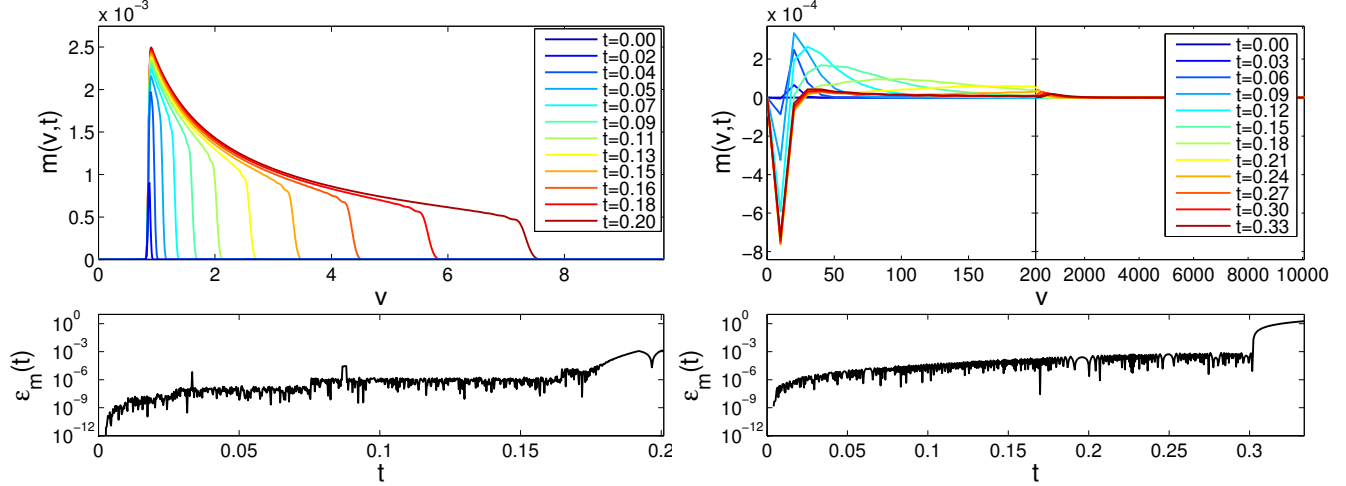 x 10⁻³
m(v,t)
2.5
2
1.5
1
0.5
0
0 2 4 6 8
v
t=0.00
t=0.02
t=0.04
t=0.05
t=0.07
t=0.09
t=0.11
t=0.13
t=0.15
t=0.16
t=0.18
t=0.20
x 10⁻⁴
m(v,t)
2
0
−2
−4
−6
−8
0 50 100 150 200 2000 4000 6000 8000 10000
v
t=0.00
t=0.03
t=0.06
t=0.09
t=0.12
t=0.15
t=0.18
t=0.21
t=0.24
t=0.27
t=0.30
t=0.33
εm(t)
10⁰
10⁻³
10⁻⁶
10⁻⁹
10⁻¹²
0 0.05 0.1 0.15 0.2
t
εm(t)
10⁰
10⁻³
10⁻⁶
10⁻⁹
10⁻¹²
0 0.05 0.1 0.15 0.2 0.25 0.3
t